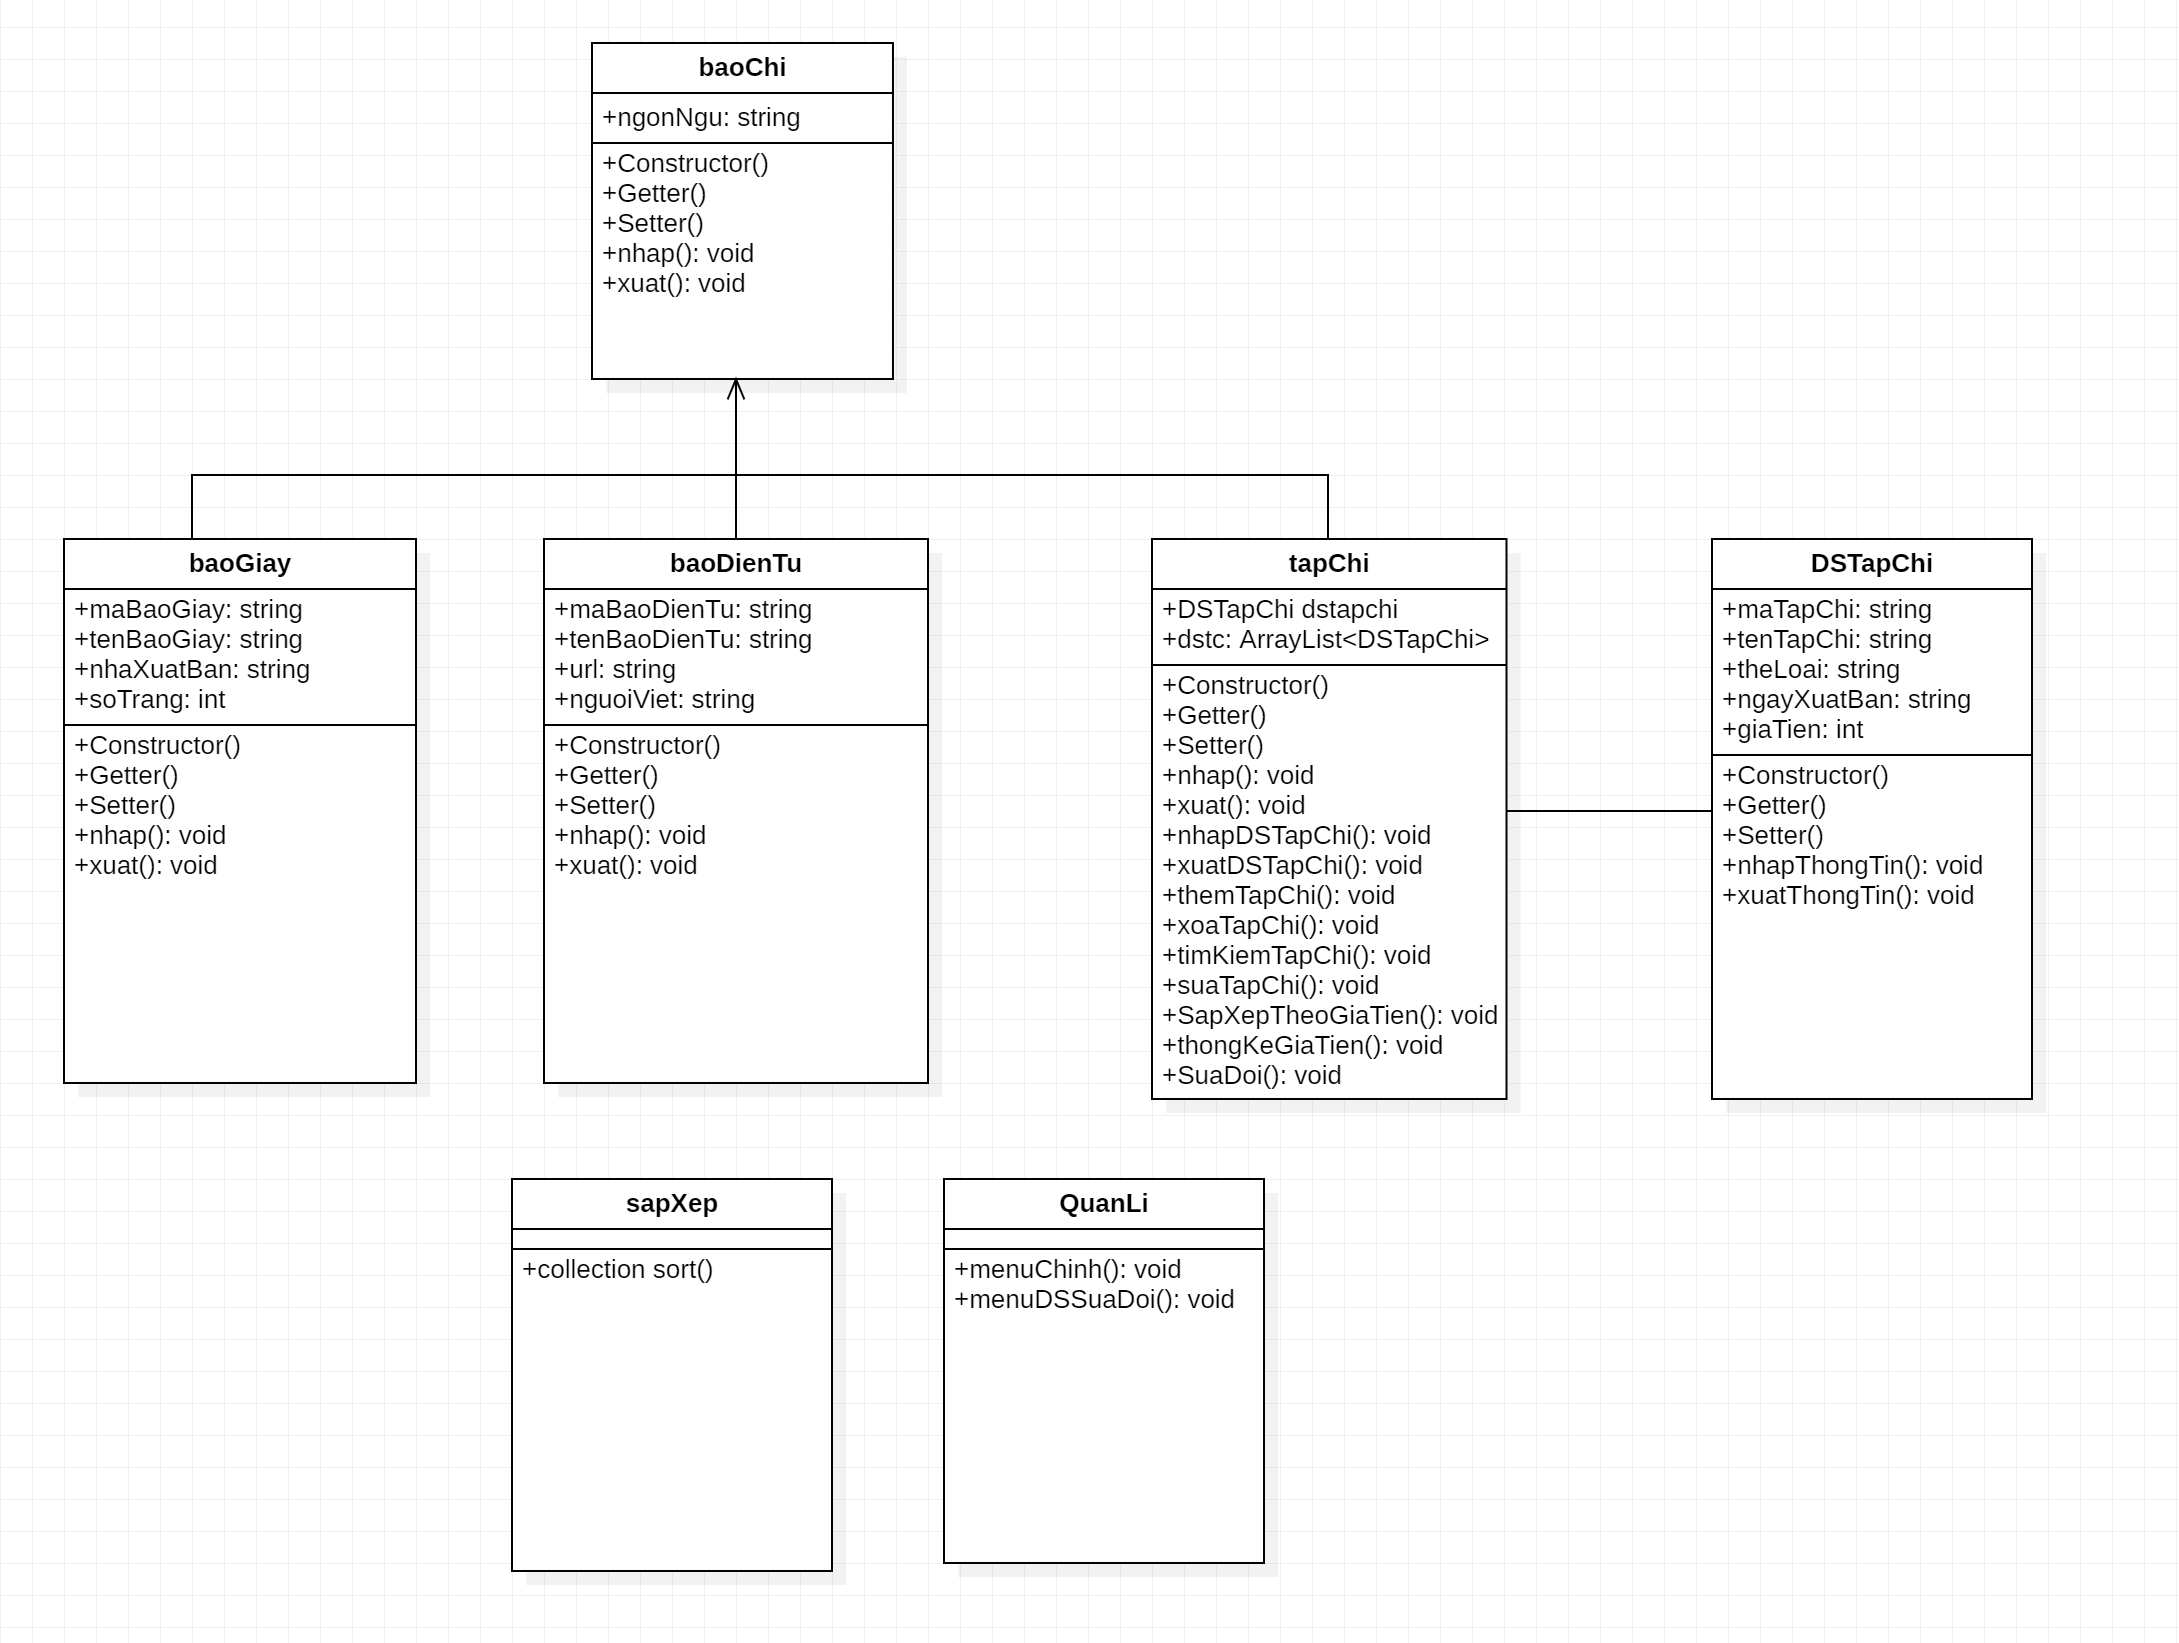 baoChi
+ngonNgu: string
+Constructor()
+Getter()
+Setter()
+nhap(): void
+xuat(): void
baoGiay
+maBaoGiay: string
+tenBaoGiay: string
+nhaXuatBan: string
+soTrang: int
+Constructor()
+Getter()
+Setter()
+nhap(): void
+xuat(): void
baoDienTu
+maBaoDienTu: string
+tenBaoDienTu: string
+url: string
+nguoiViet: string
+Constructor()
+Getter()
+Setter()
+nhap(): void
+xuat(): void
tapChi
+DSTapChi dstapchi
+dstc: ArrayList<DSTapChi>
+Constructor()
+Getter()
+Setter()
+nhap(): void
+xuat(): void
+nhapDSTapChi(): void
+xuatDSTapChi(): void
+themTapChi(): void
+xoaTapChi(): void
+timKiemTapChi(): void
+suaTapChi(): void
+SapXepTheoGiaTien(): void
+thongKeGiaTien(): void
+SuaDoi(): void
DSTapChi
+maTapChi: string
+tenTapChi: string
+theLoai: string
+ngayXuatBan: string
+giaTien: int
+Constructor()
+Getter()
+Setter()
+nhapThongTin(): void
+xuatThongTin(): void
sapXep
+collection sort()
QuanLi
+menuChinh(): void
+menuDSSuaDoi(): void